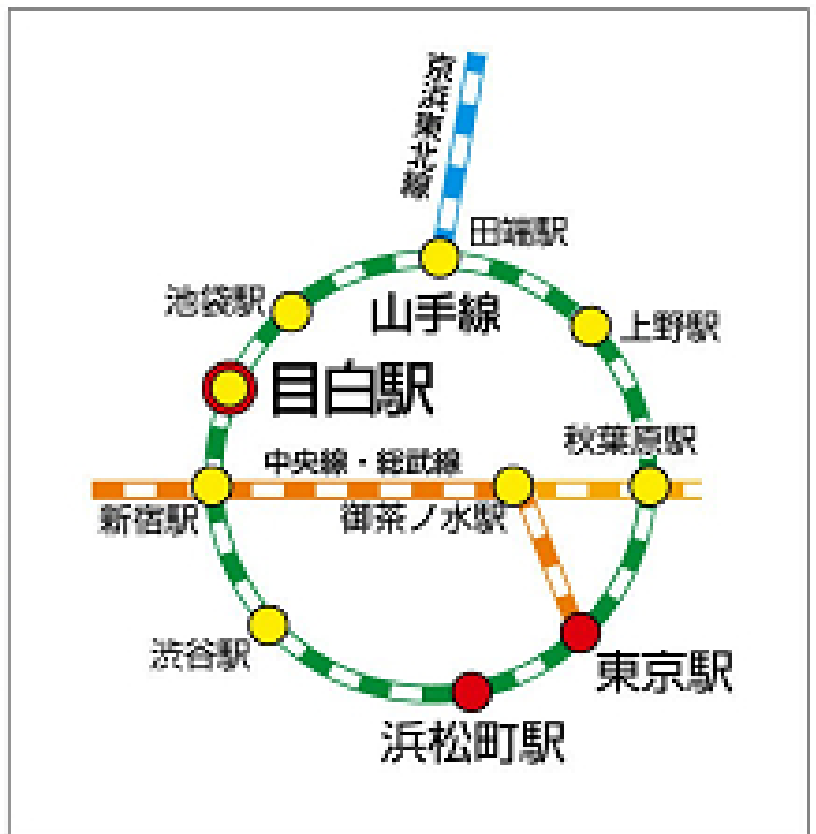 京浜東北線
田端駅
池袋駅
山手線
上野駅
目白駅
秋葉原駅
中央線・総武線
新宿駅
御茶ノ水駅
渋谷駅
東京駅
浜松町駅